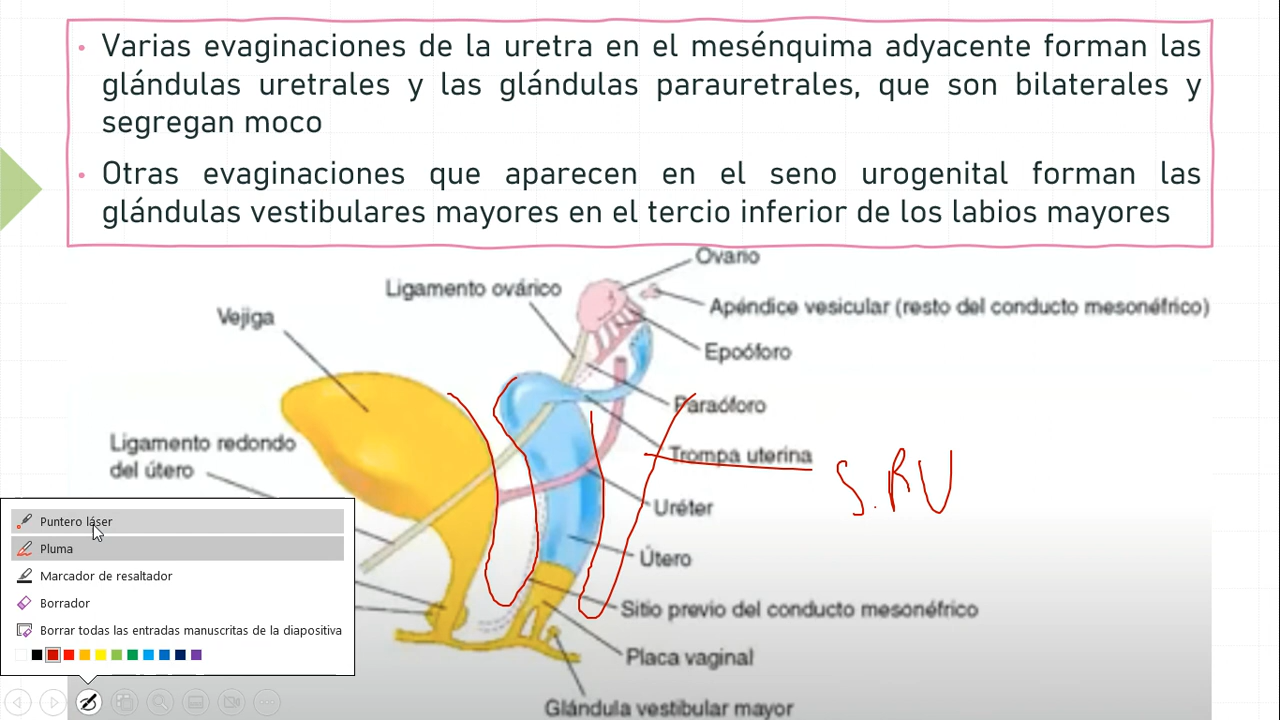 • Varias evaginaciones de la uretra en el mesénquima adyacente forman las
glándulas uretrales y las glándulas parauretrales, que son bilaterales y
segregan moco
• Otras evaginaciones que aparecen en el seno urogenital forman las
glándulas vestibulares mayores en el tercio inferior de los labios mayores
Ovario
Ligamento ovárico
Apéndice vesicular (resto del conducto mesonéfrico)
Vejiga
Epoóforo
Paraóforo
Ligamento redondo
del útero
Trompa uterina
S.RU
Uréter
Útero
Sitio previo del conducto mesonéfrico
Placa vaginal
Glándula vestibular mayor
Puntero láser
Pluma
Marcador de resaltador
Borrador
Borrar todas las entradas manuscritas de la diapositiva